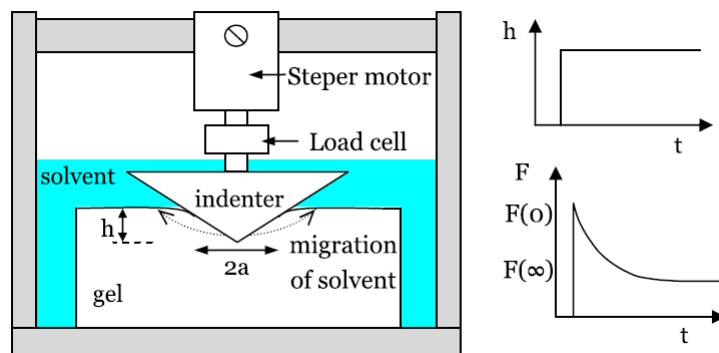 Steper motor
Load cell
solvent
indenter
h
migration
of solvent
2a
gel
h
t
F
F(0)
F(∞)
t